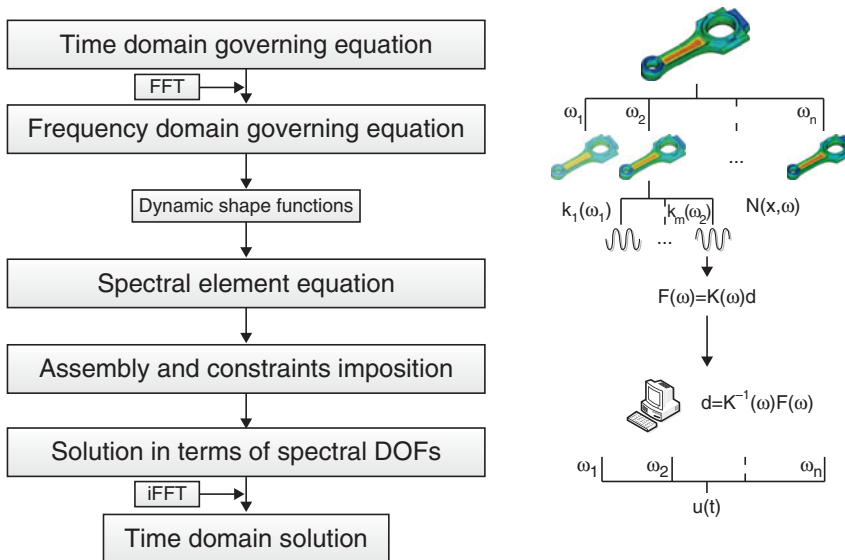 Time domain governing equation
FFT
Frequency domain governing equation
Dynamic shape functions
Spectral element equation
Assembly and constraints imposition
Solution in terms of spectral DOFs
iFFT
Time domain solution
ω₁ ω₂ ωₙ
...
k₁(ω₁) kₘ(ω₂) N(x,ω)
...
F(ω)=K(ω)d
d=K⁻¹(ω)F(ω)
ω₁ ω₂ ωₙ
u(t)